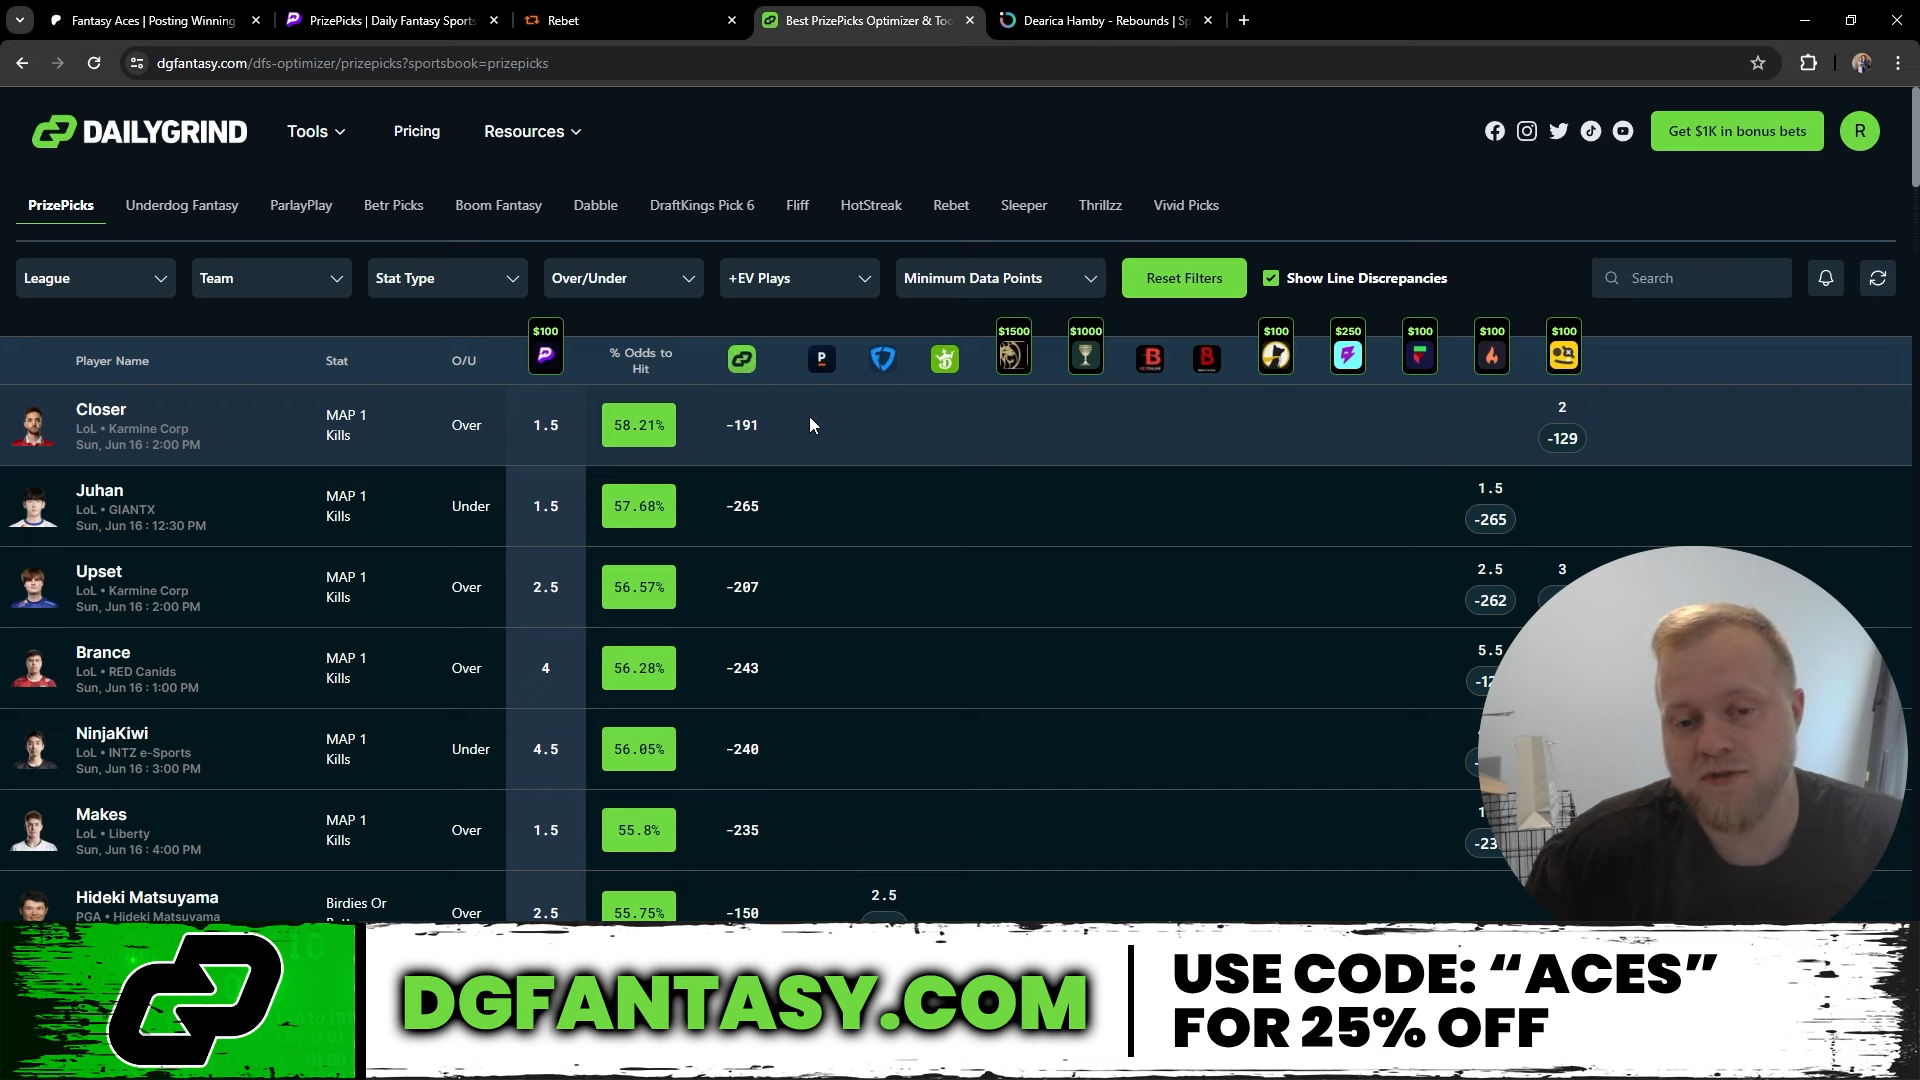 Fantasy Aces | Posting Winning
PrizePicks | Daily Fantasy Sports
Rebet
Best PrizePicks Optimizer & Too
Dearica Hamby - Rebounds | Sp
dgfantasy.com/dfs-optimizer/prizepicks?sportsbook=prizepicks
DAILYGRIND
Tools
Pricing
Resources
Get $1K in bonus bets
R
PrizePicks
Underdog Fantasy
ParlayPlay
Betr Picks
Boom Fantasy
Dabble
DraftKings Pick 6
Fliff
HotStreak
Rebet
Sleeper
Thrillzz
Vivid Picks
League
Team
Stat Type
Over/Under
+EV Plays
Minimum Data Points
Reset Filters
Show Line Discrepancies
Search
$100 $1500 $1000 $100 $250 $100 $100 $100
Player Name Stat O/U % Odds to Hit
Closer
LoL • Karmine Corp
Sun, Jun 16 : 2:00 PM
MAP 1
Kills
Over 1.5 58.21% -191
2
-129
Juhan
LoL • GIANTX
Sun, Jun 16 : 12:30 PM
MAP 1
Kills
Under 1.5 57.68% -265
1.5
-265
Upset
LoL • Karmine Corp
Sun, Jun 16 : 2:00 PM
MAP 1
Kills
Over 2.5 56.57% -207
2.5 3
-262
Brance
LoL • RED Canids
Sun, Jun 16 : 1:00 PM
MAP 1
Kills
Over 4 56.28% -243
5.5
NinjaKiwi
LoL • INTZ e-Sports
Sun, Jun 16 : 3:00 PM
MAP 1
Kills
Under 4.5 56.05% -240
Makes
LoL • Liberty
Sun, Jun 16 : 4:00 PM
MAP 1
Kills
Over 1.5 55.8% -235
Hideki Matsuyama
PGA • Hideki Matsuyama
Birdies Or
Over 2.5 55.75% -150
2.5
DGFANTASY.COM
USE CODE: “ACES”
FOR 25% OFF